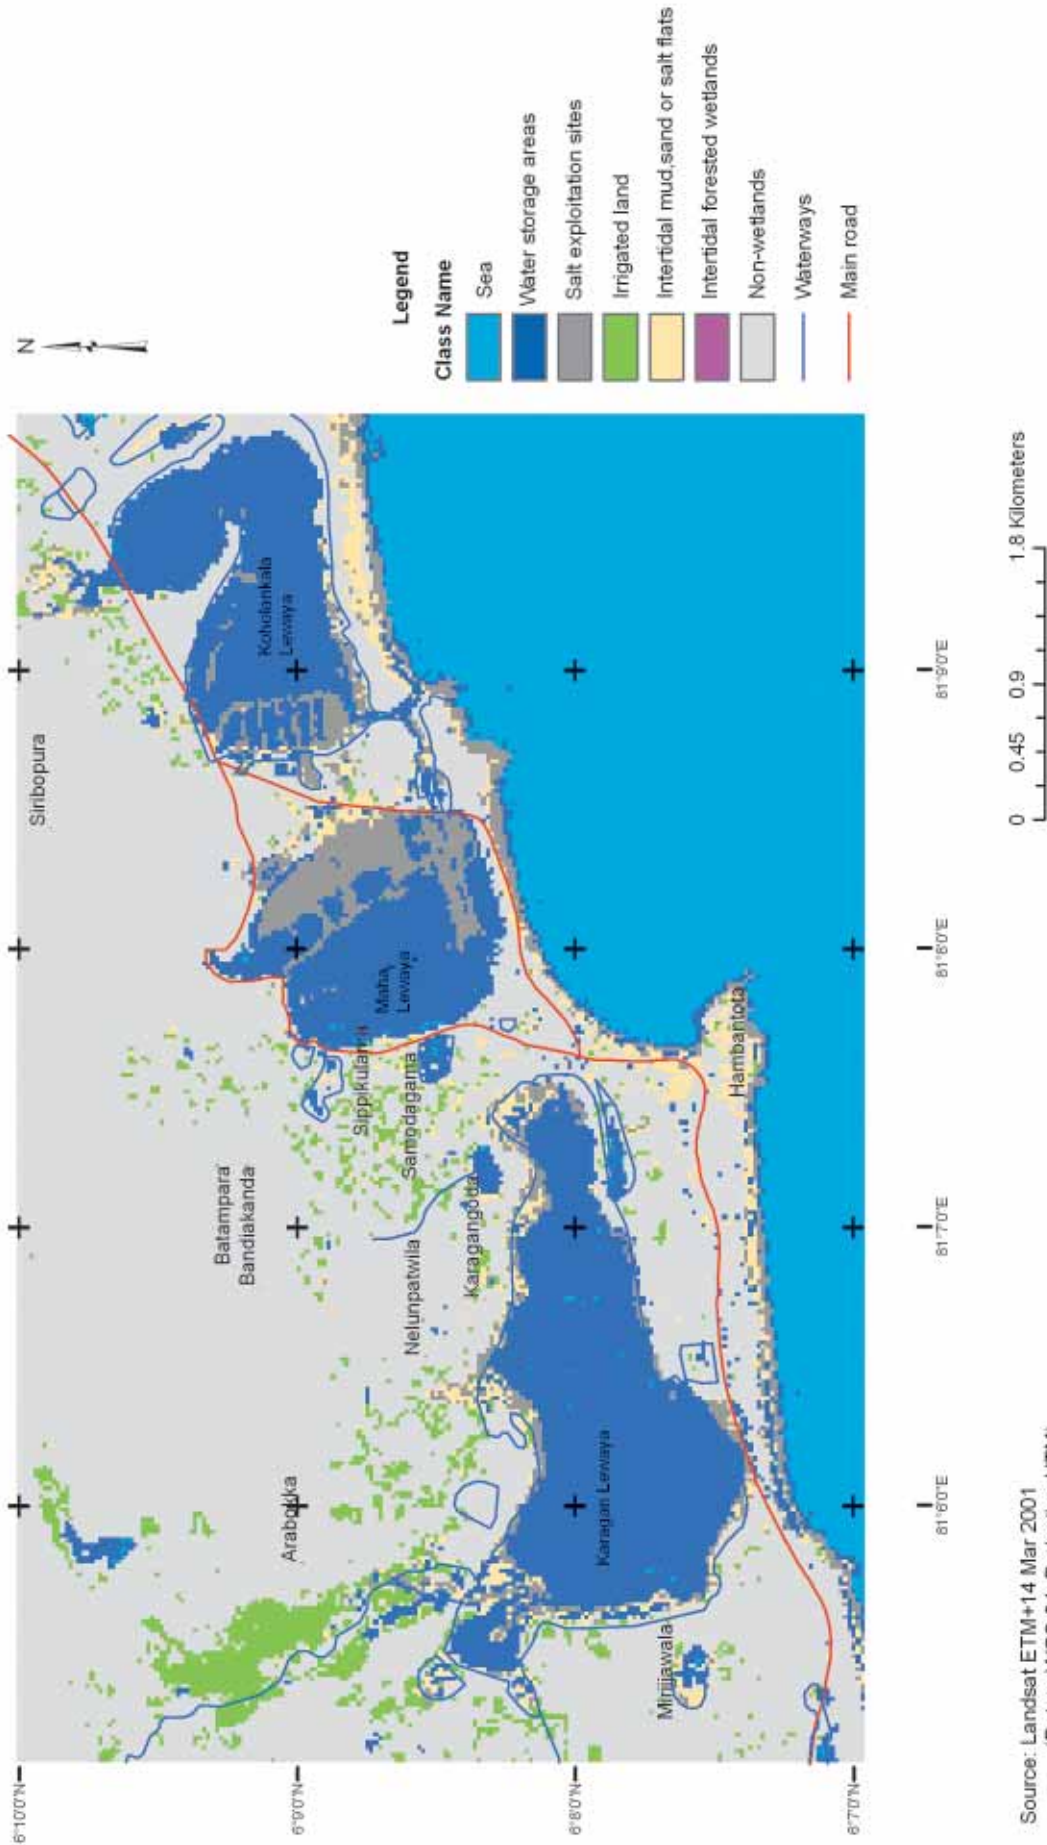 N
Legend
Class Name
Sea
Water storage areas
Salt exploitation sites
Irrigated land
Intertidal mud,sand or salt flats
Intertidal forested wetlands
Non-wetlands
Waterways
Main road
6°10'0"N
6°9'0"N
6°8'0"N
6°7'0"N
Siribopura
Kohelankala
Lewaya
Batampara
Bandiakanda
Maha
Lewaya
Sippikulama
Samodagama
Arabokka
Nelunpatwila
Karagangoda
Karagan Lewaya
Minijjawala
Hambantota
81°6'0"E
81°7'0"E
81°8'0"E
81°9'0"E
0 0.45 0.9 1.8 Kilometers
Source: Landsat ETM+14 Mar 2001